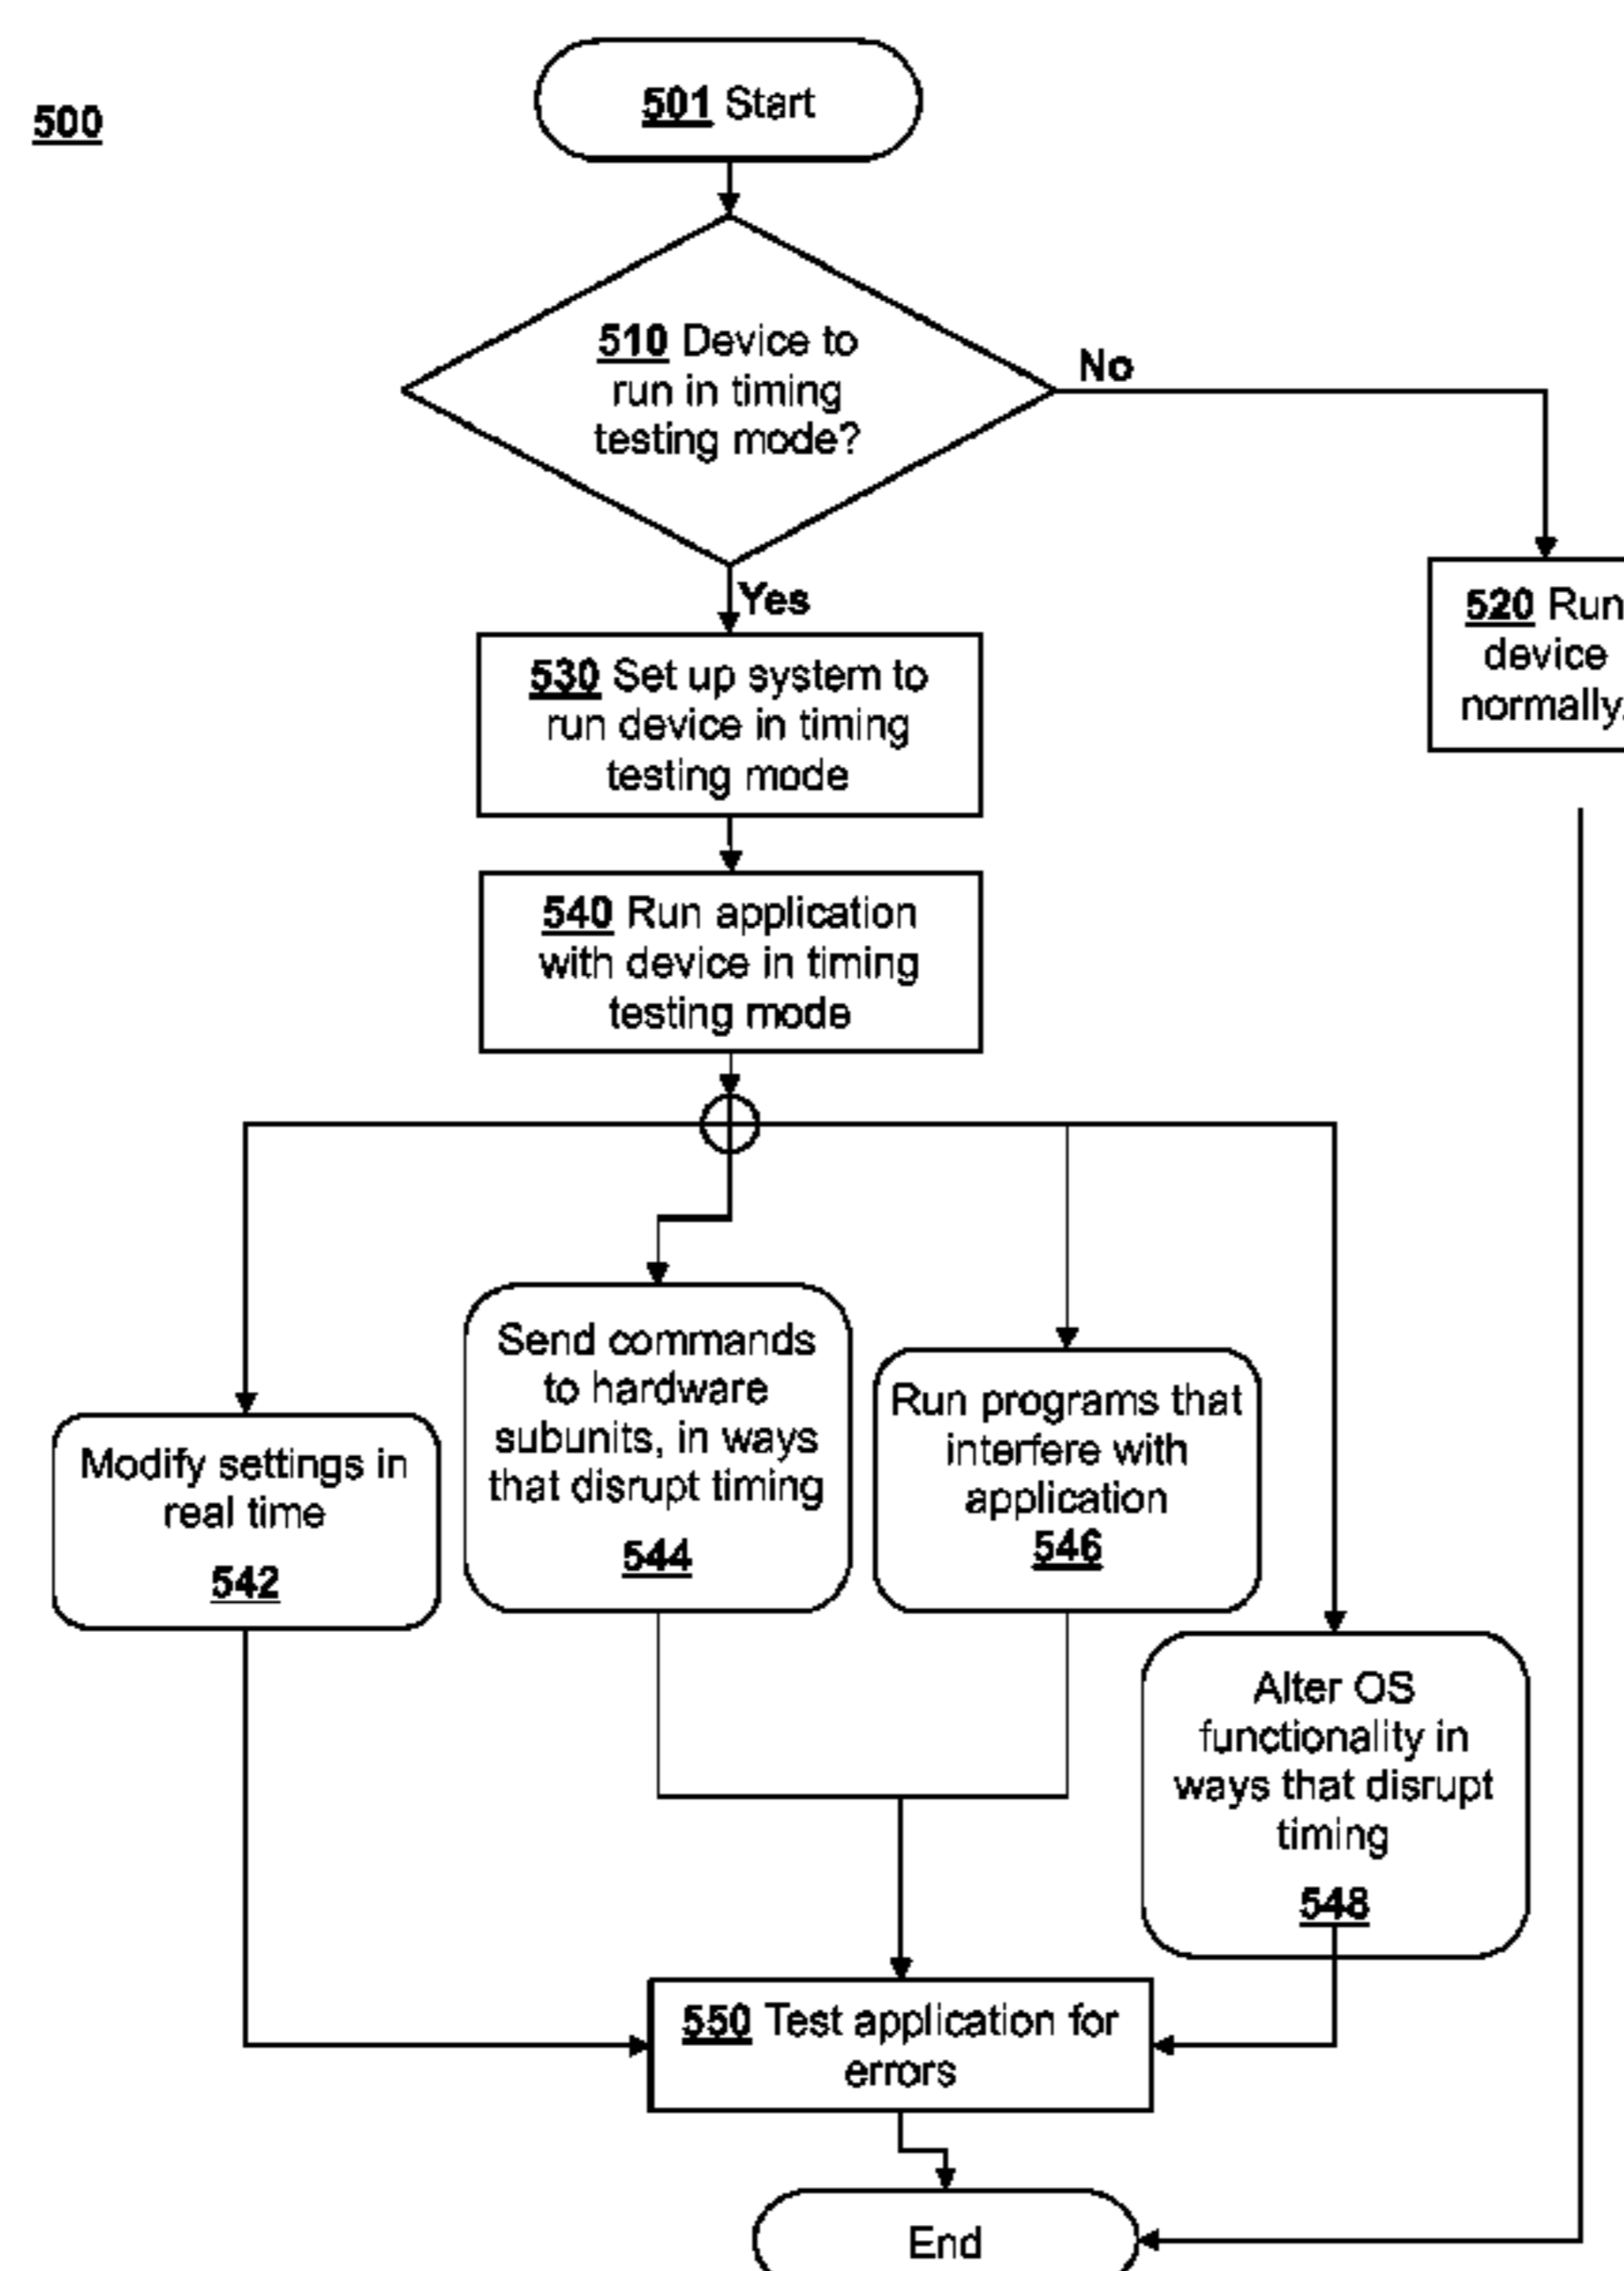 500
501 Start
510 Device to
run in timing
testing mode?
No
Yes
520 Run
device
normally.
530 Set up system to
run device in timing
testing mode
540 Run application
with device in timing
testing mode
Modify settings in
real time
542
Send commands
to hardware
subunits, in ways
that disrupt timing
544
Run programs that
interfere with
application
546
Alter OS
functionality in
ways that disrupt
timing
548
550 Test application for
errors
End